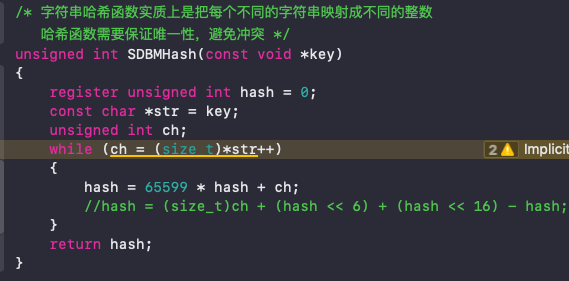 /* 字符串哈希函数实质上是把每个不同的字符串映射成不同的整数
哈希函数需要保证唯一性，避免冲突 */
unsigned int SDBMHash(const void *key)
{
register unsigned int hash = 0;
const char *str = key;
unsigned int ch;
while (ch = (size_t)*str++) 2 Implicit
{
hash = 65599 * hash + ch;
//hash = (size_t)ch + (hash << 6) + (hash << 16) - hash;
}
return hash;
}